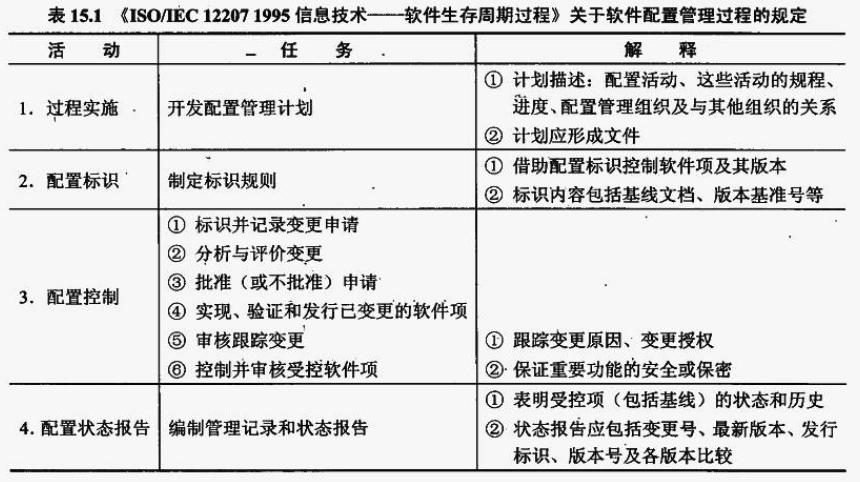 表 15.1 《ISO/IEC 12207 1995 信息技术——软件生存周期过程》关于软件配置管理过程的规定
活 动 任 务 解 释
1. 过程实施 开发配置管理计划 ① 计划描述：配置活动、这些活动的规程、
进度、配置管理组织及与其他组织的关系
② 计划应形成文件
2. 配置标识 制定标识规则 ① 借助配置标识控制软件项及其版本
② 标识内容包括基线文档、版本基准号等
① 标识并记录变更申请
② 分析与评价变更
③ 批准（或不批准）申请
3. 配置控制
④ 实现、验证和发行已变更的软件项
⑤ 审核跟踪变更 ① 跟踪变更原因、变更授权
⑥ 控制并审核受控软件项 ② 保证重要功能的安全或保密
4. 配置状态报告 编制管理记录和状态报告 ① 表明受控项（包括基线）的状态和历史
② 状态报告应包括变更号、最新版本、发行
标识、版本号及各版本比较